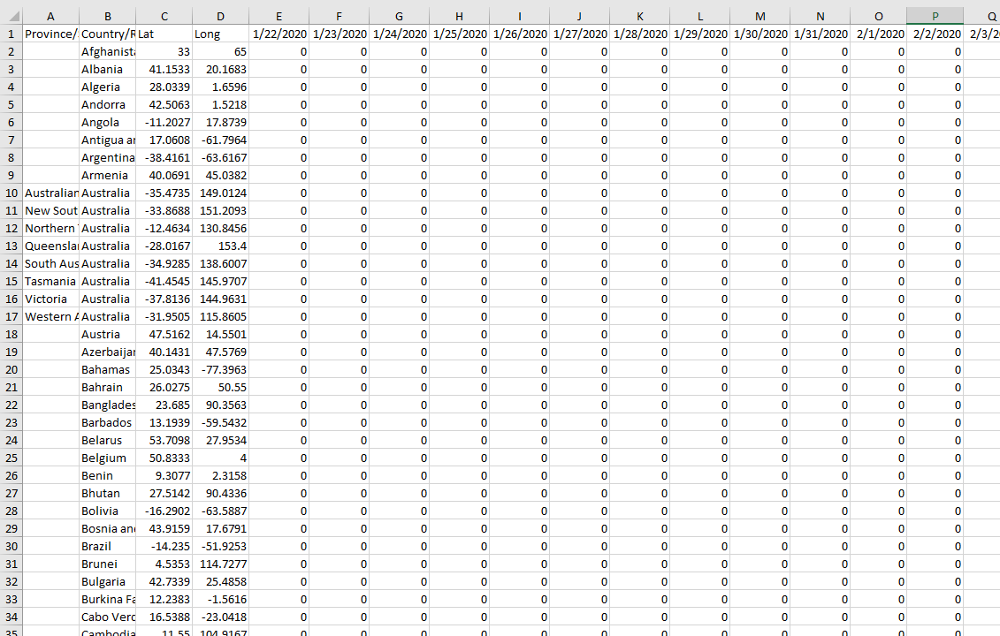 A B C D E F G H I J K L M N O P Q
1 Province/ Country/R Lat Long 1/22/2020 1/23/2020 1/24/2020 1/25/2020 1/26/2020 1/27/2020 1/28/2020 1/29/2020 1/30/2020 1/31/2020 2/1/2020 2/2/2020 2/3/2
2 Afghanista 33 65 0 0 0 0 0 0 0 0 0 0 0 0
3 Albania 41.1533 20.1683 0 0 0 0 0 0 0 0 0 0 0 0
4 Algeria 28.0339 1.6596 0 0 0 0 0 0 0 0 0 0 0 0
5 Andorra 42.5063 1.5218 0 0 0 0 0 0 0 0 0 0 0 0
6 Angola -11.2027 17.8739 0 0 0 0 0 0 0 0 0 0 0 0
7 Antigua ar 17.0608 -61.7964 0 0 0 0 0 0 0 0 0 0 0 0
8 Argentina -38.4161 -63.6167 0 0 0 0 0 0 0 0 0 0 0 0
9 Armenia 40.0691 45.0382 0 0 0 0 0 0 0 0 0 0 0 0
10 Australian Australia -35.4735 149.0124 0 0 0 0 0 0 0 0 0 0 0 0
11 New Sout Australia -33.8688 151.2093 0 0 0 0 0 0 0 0 0 0 0 0
12 Northern Australia -12.4634 130.8456 0 0 0 0 0 0 0 0 0 0 0 0
13 Queensla Australia -28.0167 153.4 0 0 0 0 0 0 0 0 0 0 0 0
14 South Aus Australia -34.9285 138.6007 0 0 0 0 0 0 0 0 0 0 0 0
15 Tasmania Australia -41.4545 145.9707 0 0 0 0 0 0 0 0 0 0 0 0
16 Victoria Australia -37.8136 144.9631 0 0 0 0 0 0 0 0 0 0 0 0
17 Western A Australia -31.9505 115.8605 0 0 0 0 0 0 0 0 0 0 0 0
18 Austria 47.5162 14.5501 0 0 0 0 0 0 0 0 0 0 0 0
19 Azerbaijar 40.1431 47.5769 0 0 0 0 0 0 0 0 0 0 0 0
20 Bahamas 25.0343 -77.3963 0 0 0 0 0 0 0 0 0 0 0 0
21 Bahrain 26.0275 50.55 0 0 0 0 0 0 0 0 0 0 0 0
22 Banglades 23.685 90.3563 0 0 0 0 0 0 0 0 0 0 0 0
23 Barbados 13.1939 -59.5432 0 0 0 0 0 0 0 0 0 0 0 0
24 Belarus 53.7098 27.9534 0 0 0 0 0 0 0 0 0 0 0 0
25 Belgium 50.8333 4 0 0 0 0 0 0 0 0 0 0 0 0
26 Benin 9.3077 2.3158 0 0 0 0 0 0 0 0 0 0 0 0
27 Bhutan 27.5142 90.4336 0 0 0 0 0 0 0 0 0 0 0 0
28 Bolivia -16.2902 -63.5887 0 0 0 0 0 0 0 0 0 0 0 0
29 Bosnia and 43.9159 17.6791 0 0 0 0 0 0 0 0 0 0 0 0
30 Brazil -14.235 -51.9253 0 0 0 0 0 0 0 0 0 0 0 0
31 Brunei 4.5353 114.7277 0 0 0 0 0 0 0 0 0 0 0 0
32 Bulgaria 42.7339 25.4858 0 0 0 0 0 0 0 0 0 0 0 0
33 Burkina Fa 12.2383 -1.5616 0 0 0 0 0 0 0 0 0 0 0 0
34 Cabo Verd 16.5388 -23.0418 0 0 0 0 0 0 0 0 0 0 0 0
35 Cambodia 11.55 104.9167 0 0 0 0 0 0 0 0 0 0 0 0